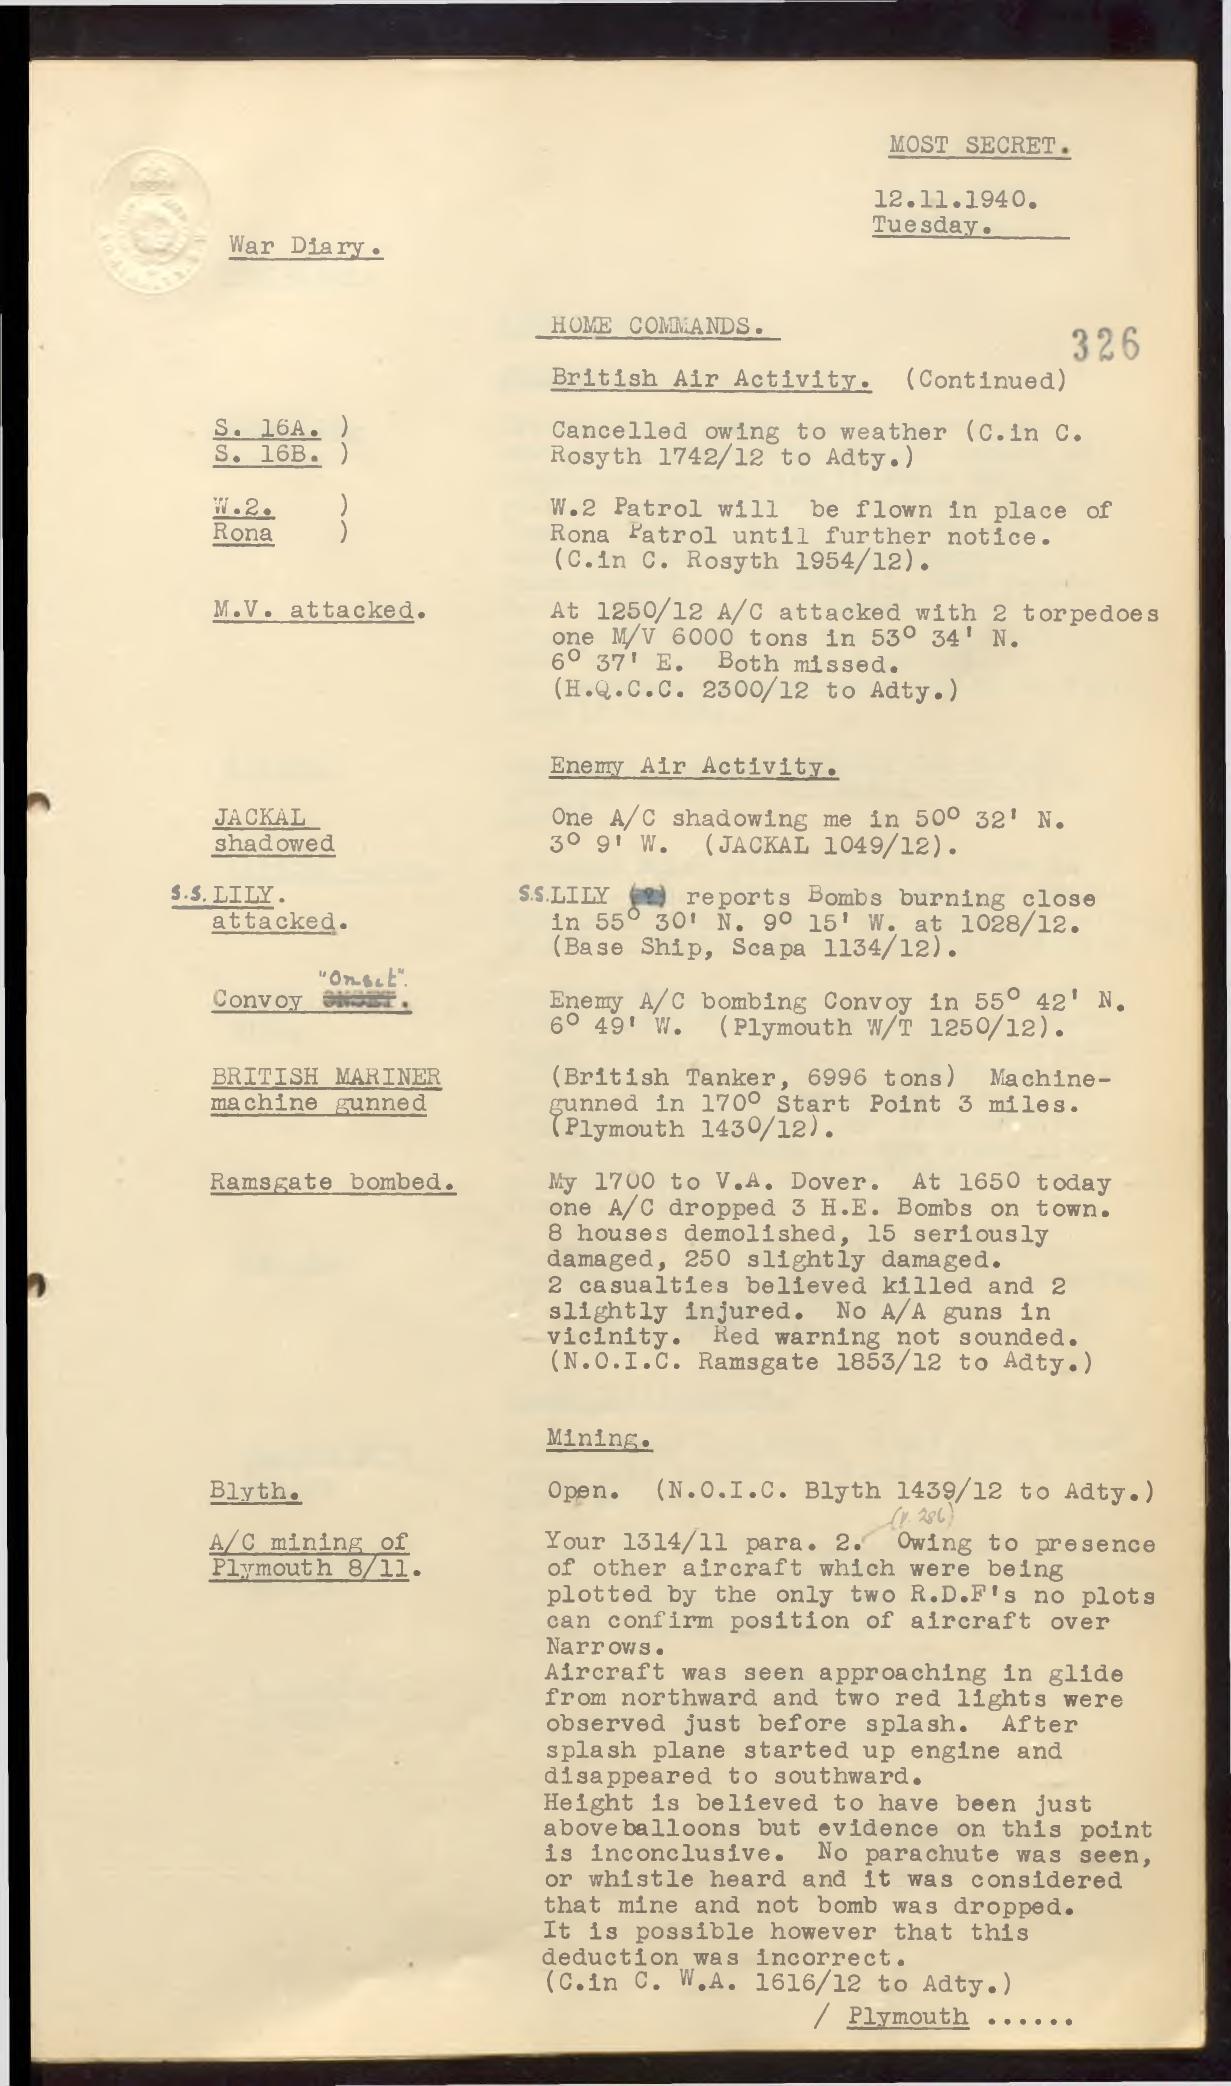 MOST SECRET.
12.11.1940.
Tuesday.
War Diary.
HOME COMMANDS.
326
British Air Activity. (Continued)
S. 16A. )
S. 16B. )
Cancelled owing to weather (C.in C.
Rosyth 1742/12 to Adty.)
W.2. )
Rona )
W.2 Patrol will be flown in place of
Rona Patrol until further notice.
(C.in C. Rosyth 1954/12).
M.V. attacked.
At 1250/12 A/C attacked with 2 torpedoes
one M/V 6000 tons in 53° 34' N.
6° 37' E. Both missed.
(H.Q.C.C. 2300/12 to Adty.)
Enemy Air Activity.
JACKAL
shadowed
One A/C shadowing me in 50° 32' N.
3° 9' W. (JACKAL 1049/12).
S.S. LILY.
attacked.
S.S. LILY (?) reports Bombs burning close
in 55° 30' N. 9° 15' W. at 1028/12.
(Base Ship, Scapa 1134/12).
"Onset".
Convoy
Enemy A/C bombing Convoy in 55° 42' N.
6° 49' W. (Plymouth W/T 1250/12).
BRITISH MARINER
machine gunned
(British Tanker, 6996 tons) Machine-
gunned in 170° Start Point 3 miles.
(Plymouth 1430/12).
Ramsgate bombed.
My 1700 to V.A. Dover. At 1650 today
one A/C dropped 3 H.E. Bombs on town.
8 houses demolished, 15 seriously
damaged, 250 slightly damaged.
2 casualties believed killed and 2
slightly injured. No A/A guns in
vicinity. Red warning not sounded.
(N.O.I.C. Ramsgate 1853/12 to Adty.)
Mining.
Blyth.
Open. (N.O.I.C. Blyth 1439/12 to Adty.)
(p. 286)
A/C mining of
Plymouth 8/11.
Your 1314/11 para. 2. Owing to presence
of other aircraft which were being
plotted by the only two R.D.F's no plots
can confirm position of aircraft over
Narrows.
Aircraft was seen approaching in glide
from northward and two red lights were
observed just before splash. After
splash plane started up engine and
disappeared to southward.
Height is believed to have been just
aboveballoons but evidence on this point
is inconclusive. No parachute was seen,
or whistle heard and it was considered
that mine and not bomb was dropped.
It is possible however that this
deduction was incorrect.
(C.in C. W.A. 1616/12 to Adty.)
/ Plymouth ......